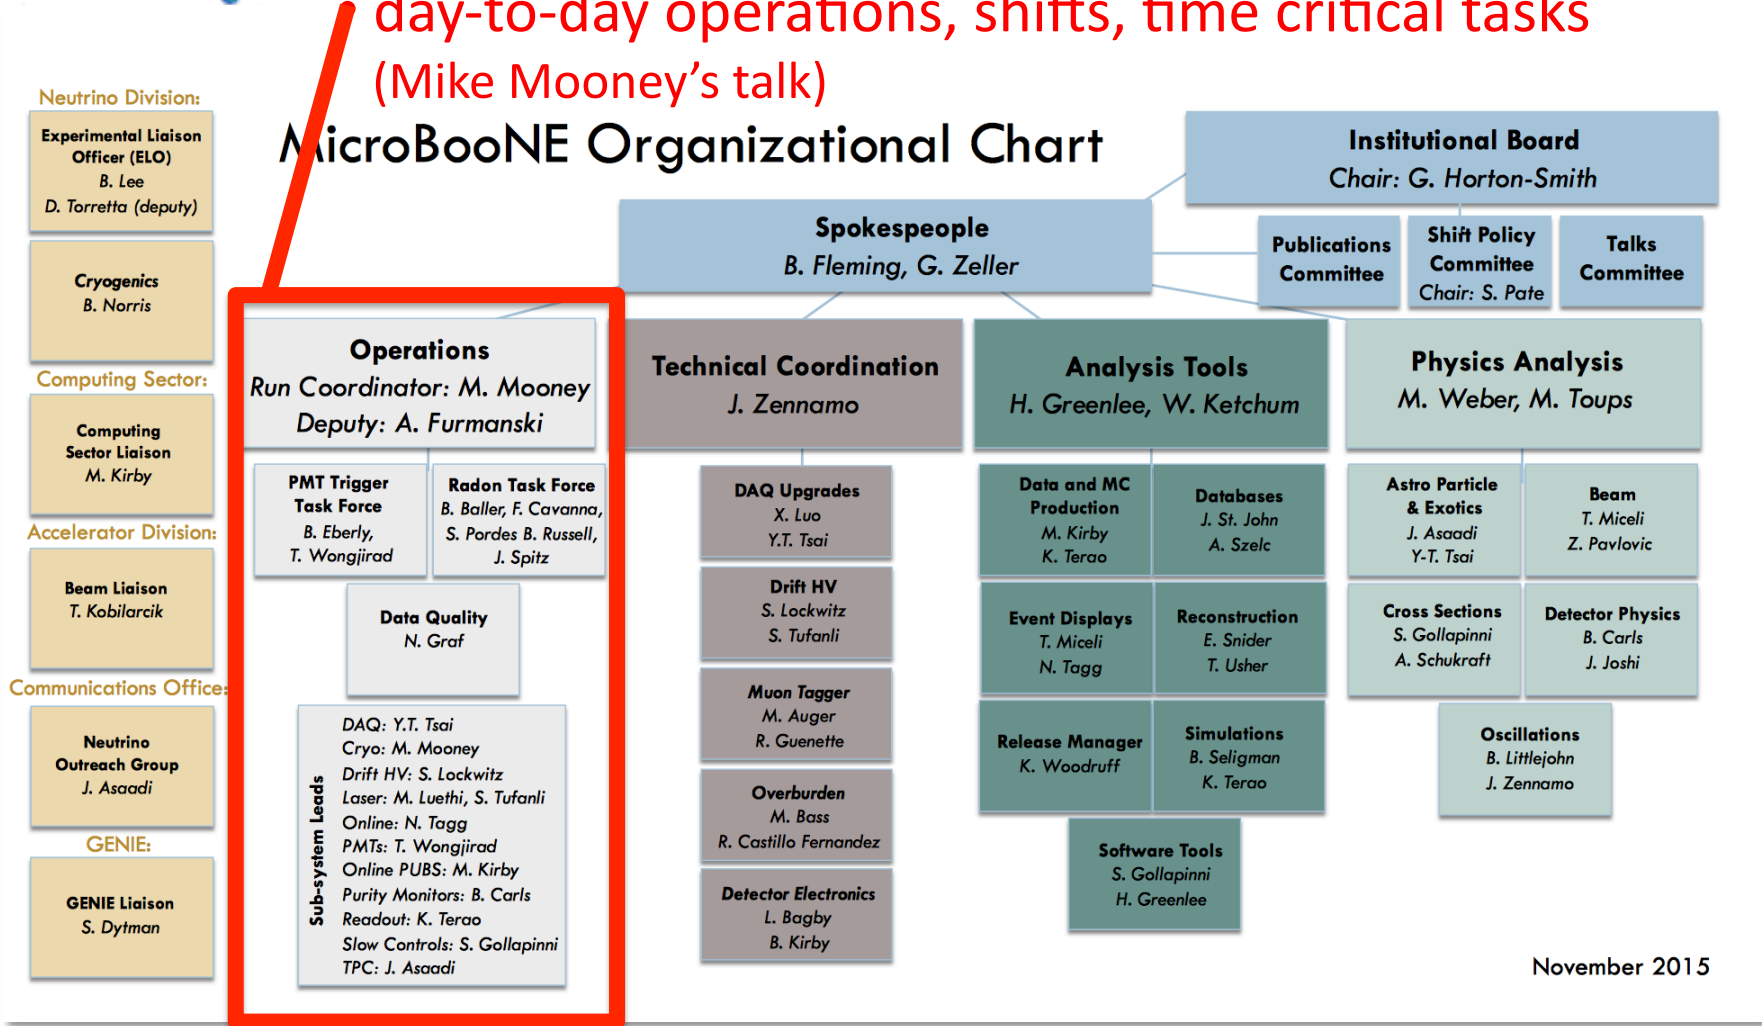 day-to-day operations, shifts, time critical tasks
(Mike Mooney's talk)
MicroBooNE Organizational Chart
Neutrino Division:
Experimental Liaison
Officer (ELO)
B. Lee
D. Torretta (deputy)
Cryogenics
B. Norris
Computing Sector:
Computing
Sector Liaison
M. Kirby
Accelerator Division:
Beam Liaison
T. Kobilarcik
Communications Office:
Neutrino
Outreach Group
J. Asaadi
GENIE:
GENIE Liaison
S. Dytman
Institutional Board
Chair: G. Horton-Smith
Spokespeople
B. Fleming, G. Zeller
Publications
Committee
Shift Policy
Committee
Chair: S. Pate
Talks
Committee
Operations
Run Coordinator: M. Mooney
Deputy: A. Furmanski
PMT Trigger
Task Force
B. Eberly,
T. Wongjirad
Radon Task Force
B. Baller, F. Cavanna,
S. Pordes B. Russell,
J. Spitz
Data Quality
N. Graf
Sub-system Leads
DAQ: Y.T. Tsai
Cryo: M. Mooney
Drift HV: S. Lockwitz
Laser: M. Luethi, S. Tufanli
Online: N. Tagg
PMTs: T. Wongjirad
Online PUBS: M. Kirby
Purity Monitors: B. Carls
Readout: K. Terao
Slow Controls: S. Gollapinni
TPC: J. Asaadi
Technical Coordination
J. Zennamo
DAQ Upgrades
X. Luo
Y.T. Tsai
Drift HV
S. Lockwitz
S. Tufanli
Muon Tagger
M. Auger
R. Guenette
Overburden
M. Bass
R. Castillo Fernandez
Detector Electronics
L. Bagby
B. Kirby
Analysis Tools
H. Greenlee, W. Ketchum
Data and MC
Production
M. Kirby
K. Terao
Databases
J. St. John
A. Szelc
Event Displays
T. Miceli
N. Tagg
Reconstruction
E. Snider
T. Usher
Release Manager
K. Woodruff
Simulations
B. Seligman
K. Terao
Software Tools
S. Gollapinni
H. Greenlee
Physics Analysis
M. Weber, M. Toups
Astro Particle
& Exotics
J. Asaadi
Y-T. Tsai
Beam
T. Miceli
Z. Pavlovic
Cross Sections
S. Gollapinni
A. Schukraft
Detector Physics
B. Carls
J. Joshi
Oscillations
B. Littlejohn
J. Zennamo
November 2015